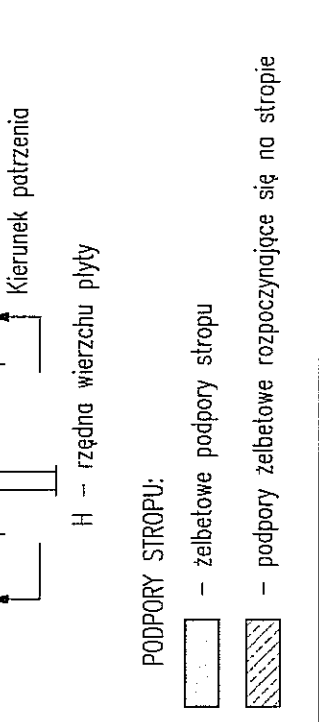 Kierunek patrzenia
H – rzędna wierzchu płyty
PODPORY STROPU:
– żelbetowe podpory stropu
– podpory żelbetowe rozpoczynające się na stropie